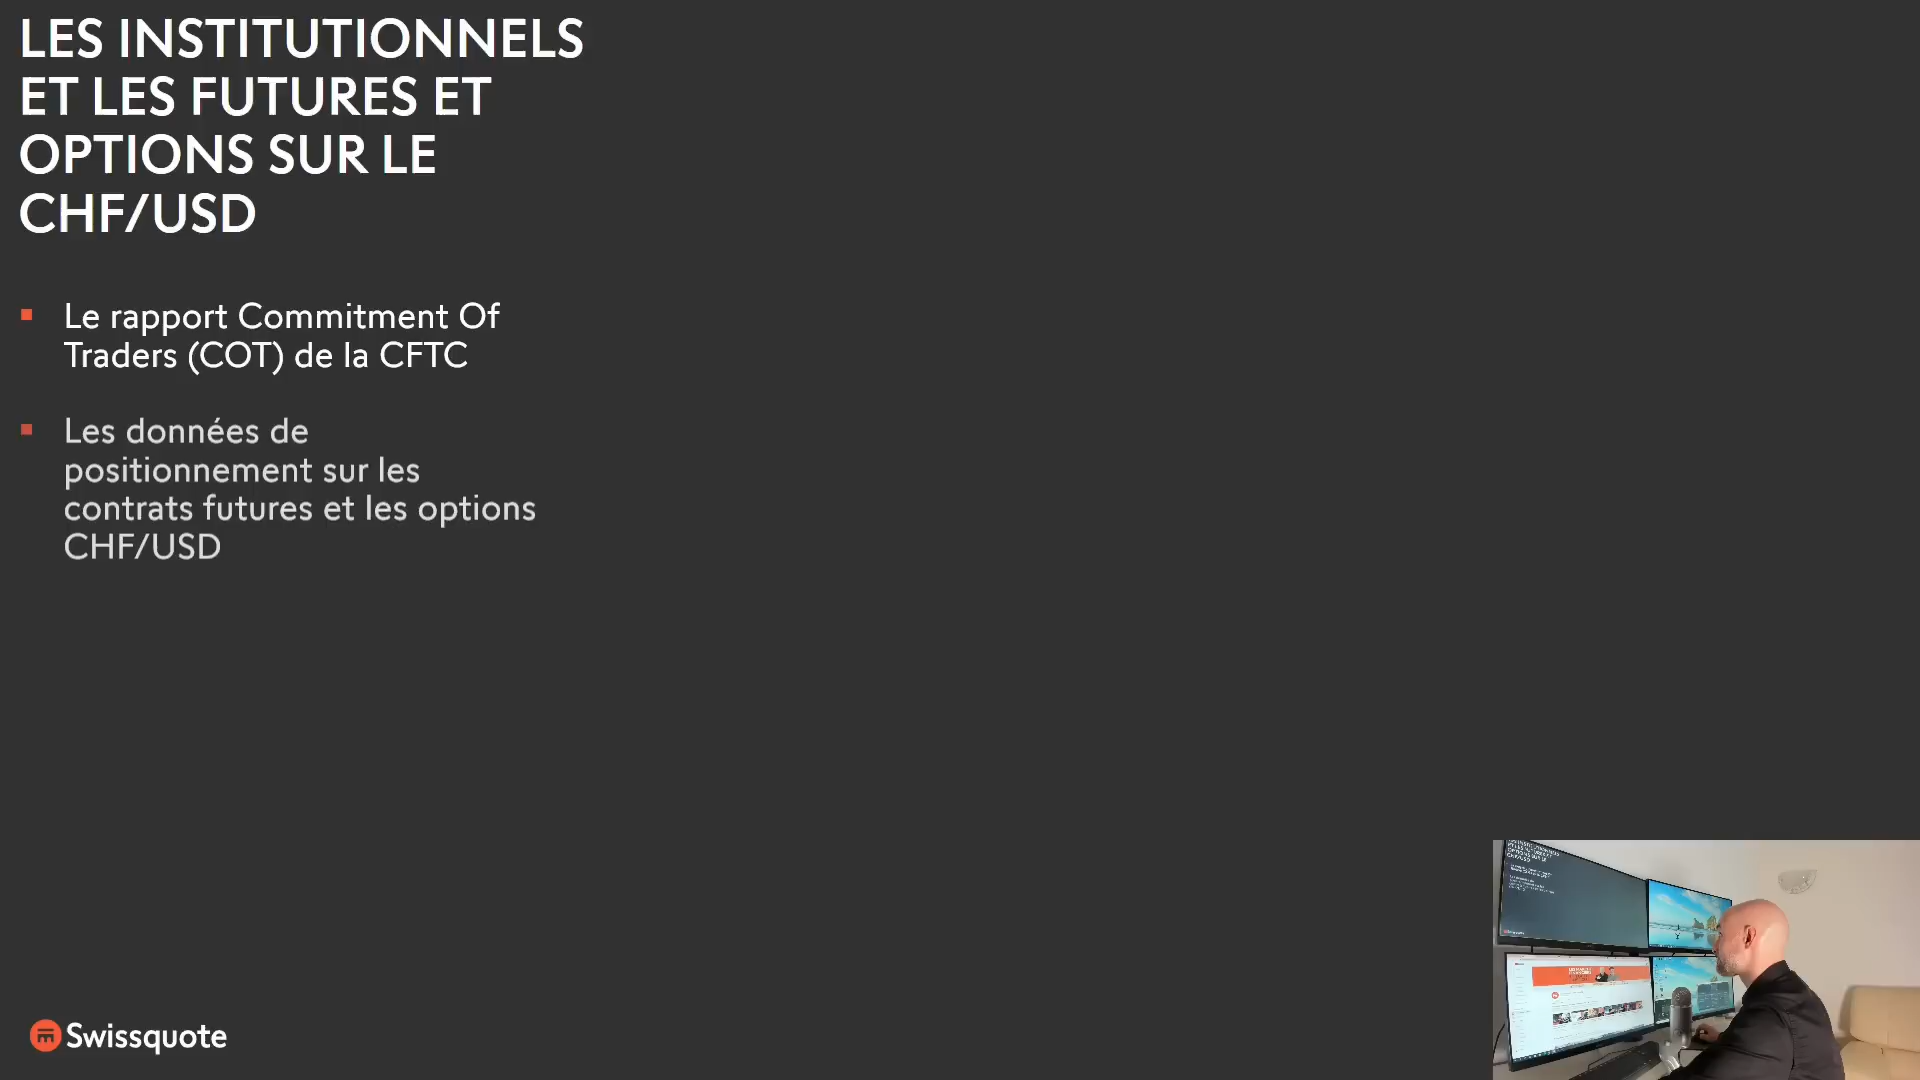 LES INSTITUTIONNELS
ET LES FUTURES ET
OPTIONS SUR LE
CHF/USD
Le rapport Commitment Of
Traders (COT) de la CFTC
Les données de
positionnement sur les
contrats futures et les options
CHF/USD
Swissquote